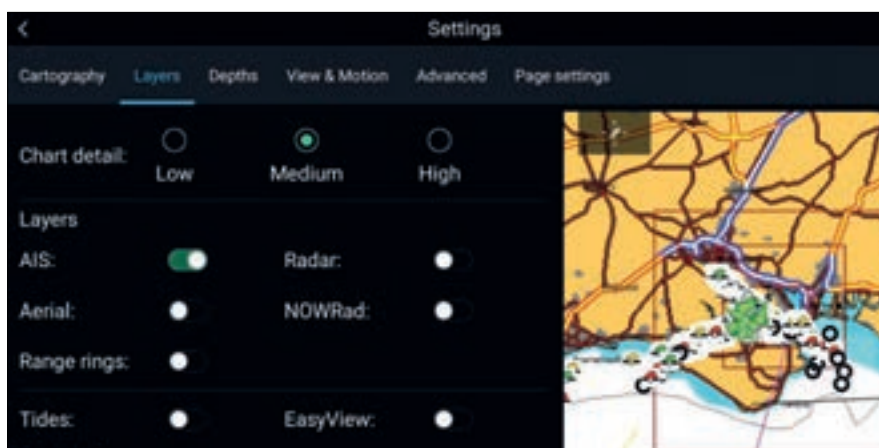 Settings
Cartography Layers Depths View & Motion Advanced Page settings
Chart detail:
Low Medium High
Layers
AIS: Radar:
Aerial: NOWRad:
Range rings:
Tides: EasyView: